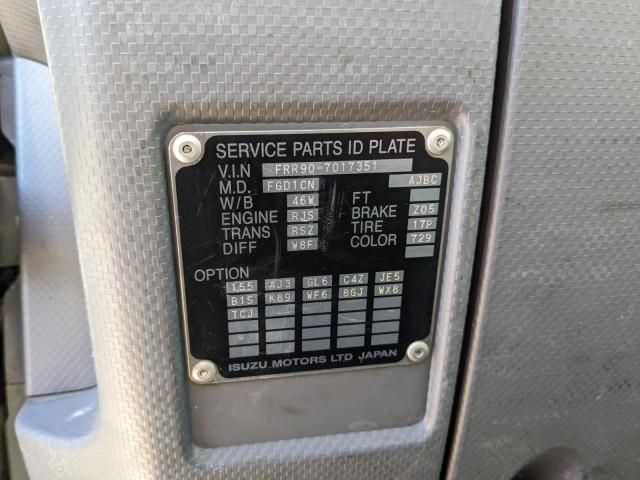 SERVICE PARTS ID PLATE
V.I.N FRR90-7017351
M.D. FGD1CN AJBC
W/B 46W FT
ENGINE RJS BRAKE Z05
TRANS RSZ TIRE 17P
DIFF W8F COLOR 729
OPTION
155 AJ3 GL6 C4Z JE5
B1S K89 WF6 8GJ WX8
TCJ
ISUZU MOTORS LTD JAPAN